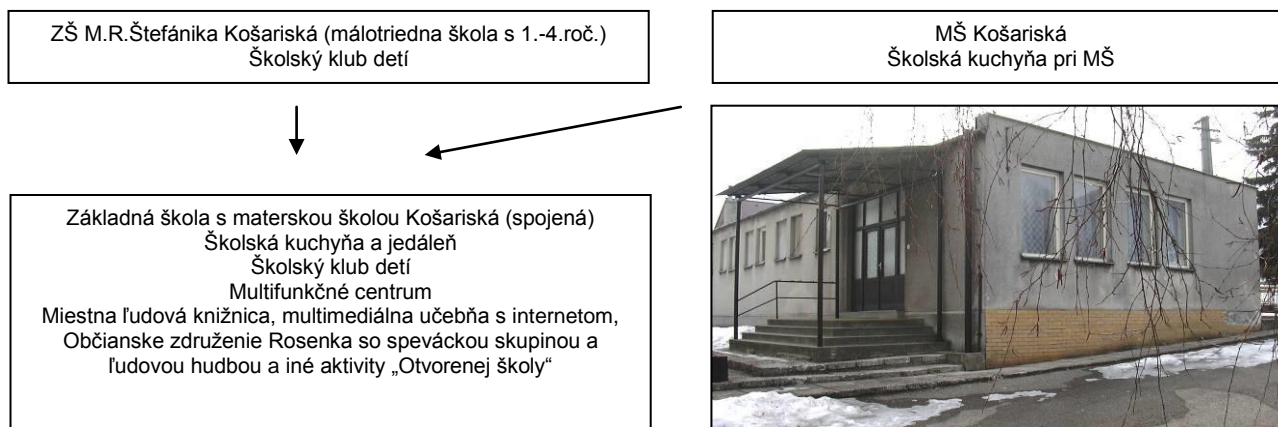 ZŠ M.R.Štefánika Košariská (málotriedna škola s 1.-4.roč.)
Školský klub detí
MŠ Košariská
Školská kuchyňa pri MŠ
Základná škola s materskou školou Košariská (spojená)
Školská kuchyňa a jedáleň
Školský klub detí
Multifunkčné centrum
Miestna ľudová knižnica, multimediálna učebňa s internetom,
Občianske združenie Rosenka so speváckou skupinou a
ľudovou hudbou a iné aktivity „Otvorenej školy“